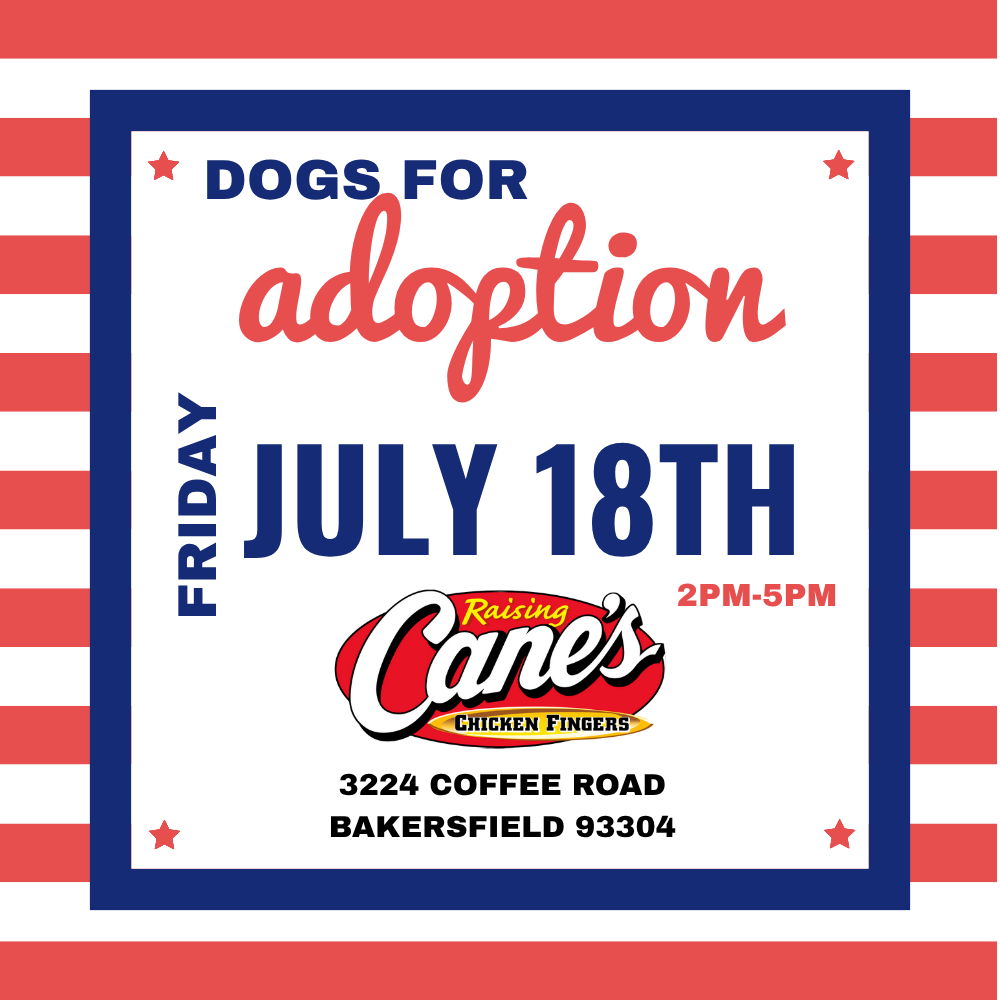 DOGS FOR
adoption
FRIDAY
JULY 18TH
2PM-5PM
Raising
Cane's
CHICKEN FINGERS
3224 COFFEE ROAD
BAKERSFIELD 93304